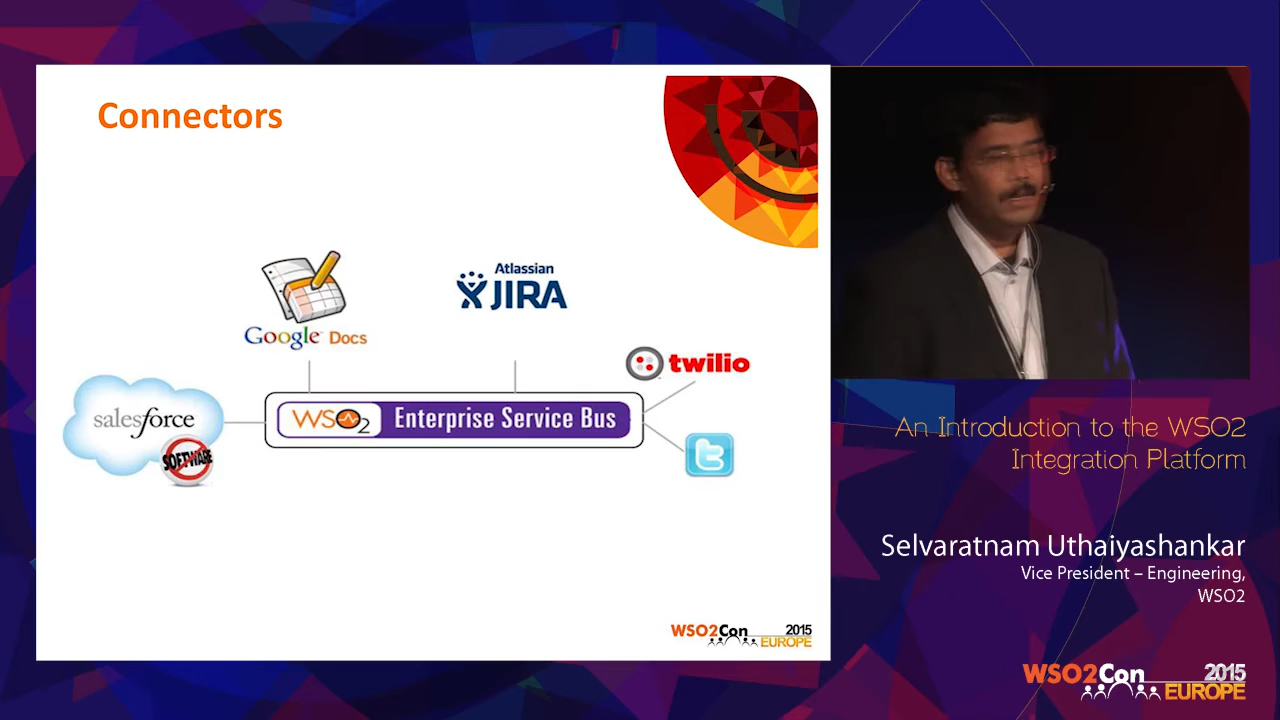 Connectors
Google Docs
Atlassian
JIRA
twilio
salesforce
SOFTWARE
WSO2 Enterprise Service Bus
WSO2Con 2015
EUROPE
An Introduction to the WSO2
Integration Platform
Selvaratnam Uthaiyashankar
Vice President – Engineering,
WSO2
WSO2Con 2015
EUROPE